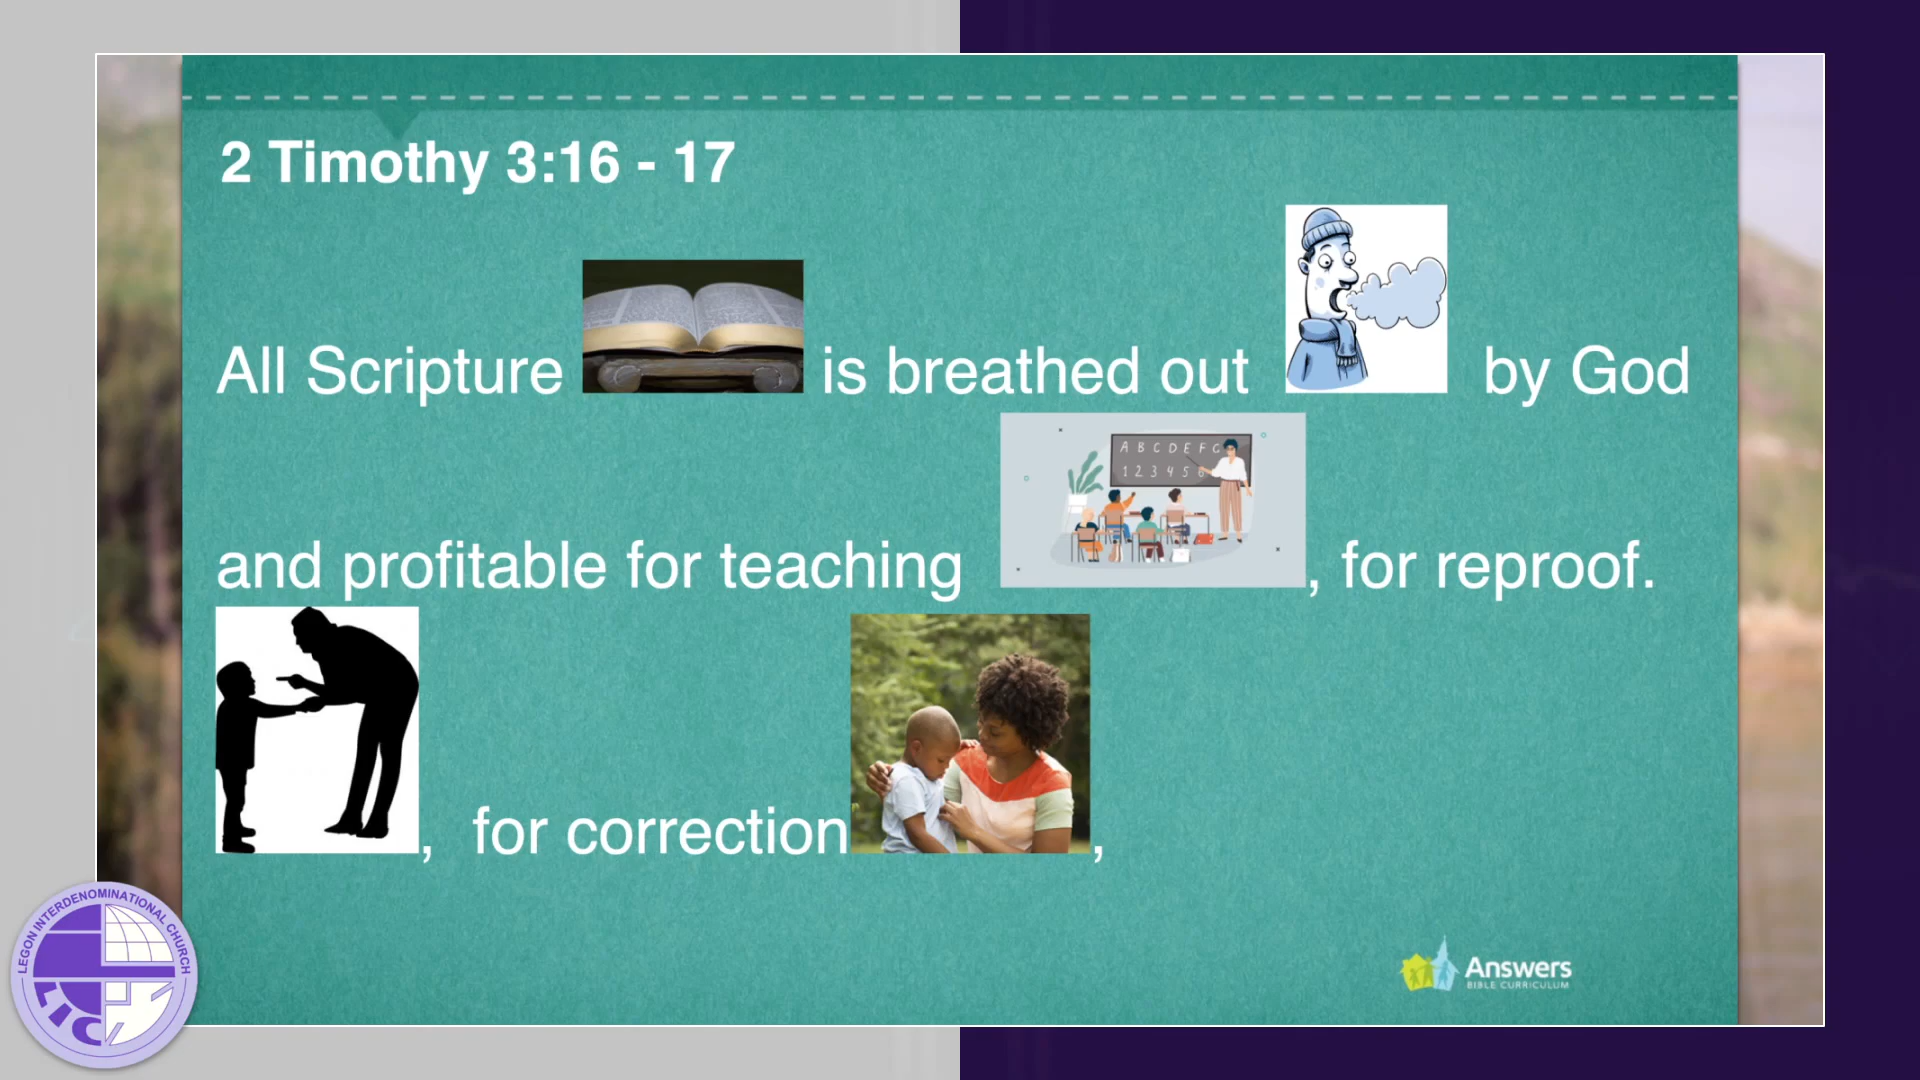 2 Timothy 3:16 - 17
All Scripture is breathed out by God
and profitable for teaching , for reproof.
, for correction ,
A B C D E F G
1 2 3 4 5 6
Answers
BIBLE CURRICULUM
LEGON INTERDENOMINATIONAL CHURCH
LIC